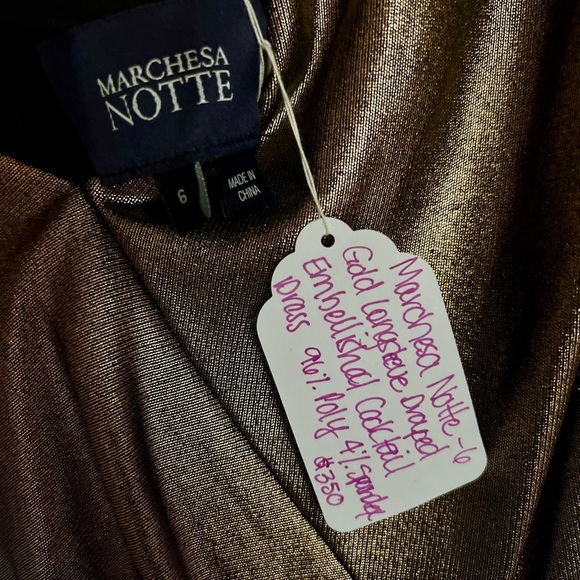 MARCHESA
NOTTE
6
MADE IN
CHINA
Marchesa Notte - 6
Gold Longsleeve Draped
Embellished Cocktail
Dress 96% Poly 4% Spandex
$350